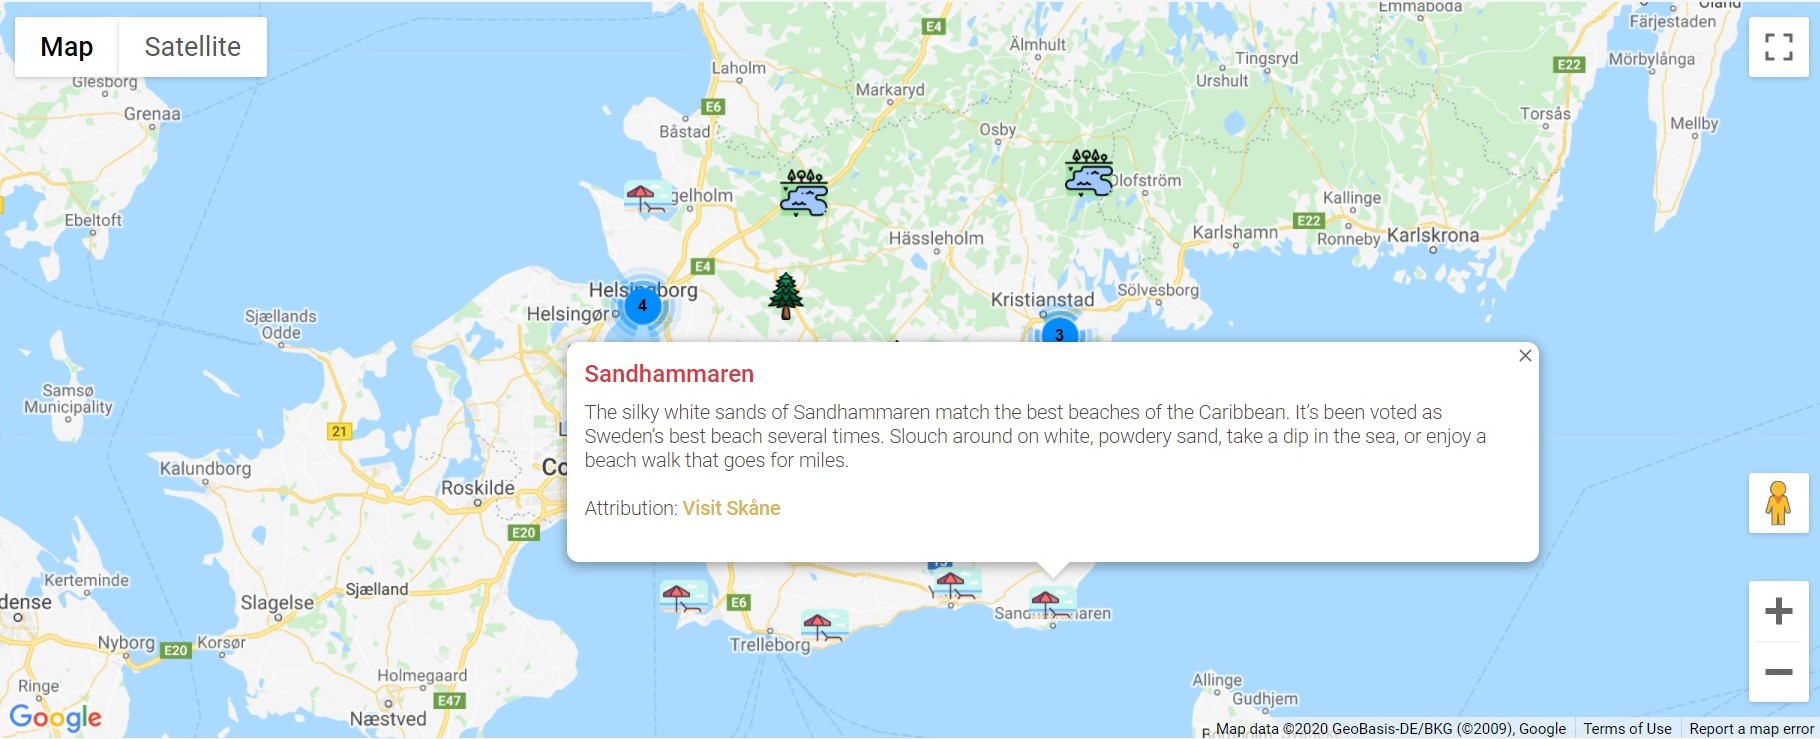 Emmaboda
Öland
Färjestaden
Map
Satellite
E4
Älmhult
Tingsryd
E22
Mörbylånga
Laholm
Urshult
Glesborg
Markaryd
Grenaa
E6
Torsås
Båstad
Osby
Mellby
gelholm
Olofström
Kallinge
Ebeltoft
E22
Hässleholm
Karlshamn
Ronneby
Karlskrona
E4
Helsingborg
4
Kristianstad
Sölvesborg
Sjællands
Odde
Helsingør
3
Sandhammaren
The silky white sands of Sandhammaren match the best beaches of the Caribbean. It’s been voted as
Sweden’s best beach several times. Slouch around on white, powdery sand, take a dip in the sea, or enjoy a
beach walk that goes for miles.
Attribution: Visit Skåne
Samsø
Municipality
21
L
Co
Kalundborg
Roskilde
E20
Kerteminde
dense
Slagelse
Sjælland
E6
Sand
aren
Nyborg
E20
Korsør
Trelleborg
Ringe
Holmegaard
E47
Næstved
Allinge
Gudhjem
Google
Map data ©2020 GeoBasis-DE/BKG (©2009), Google
Terms of Use
Report a map error